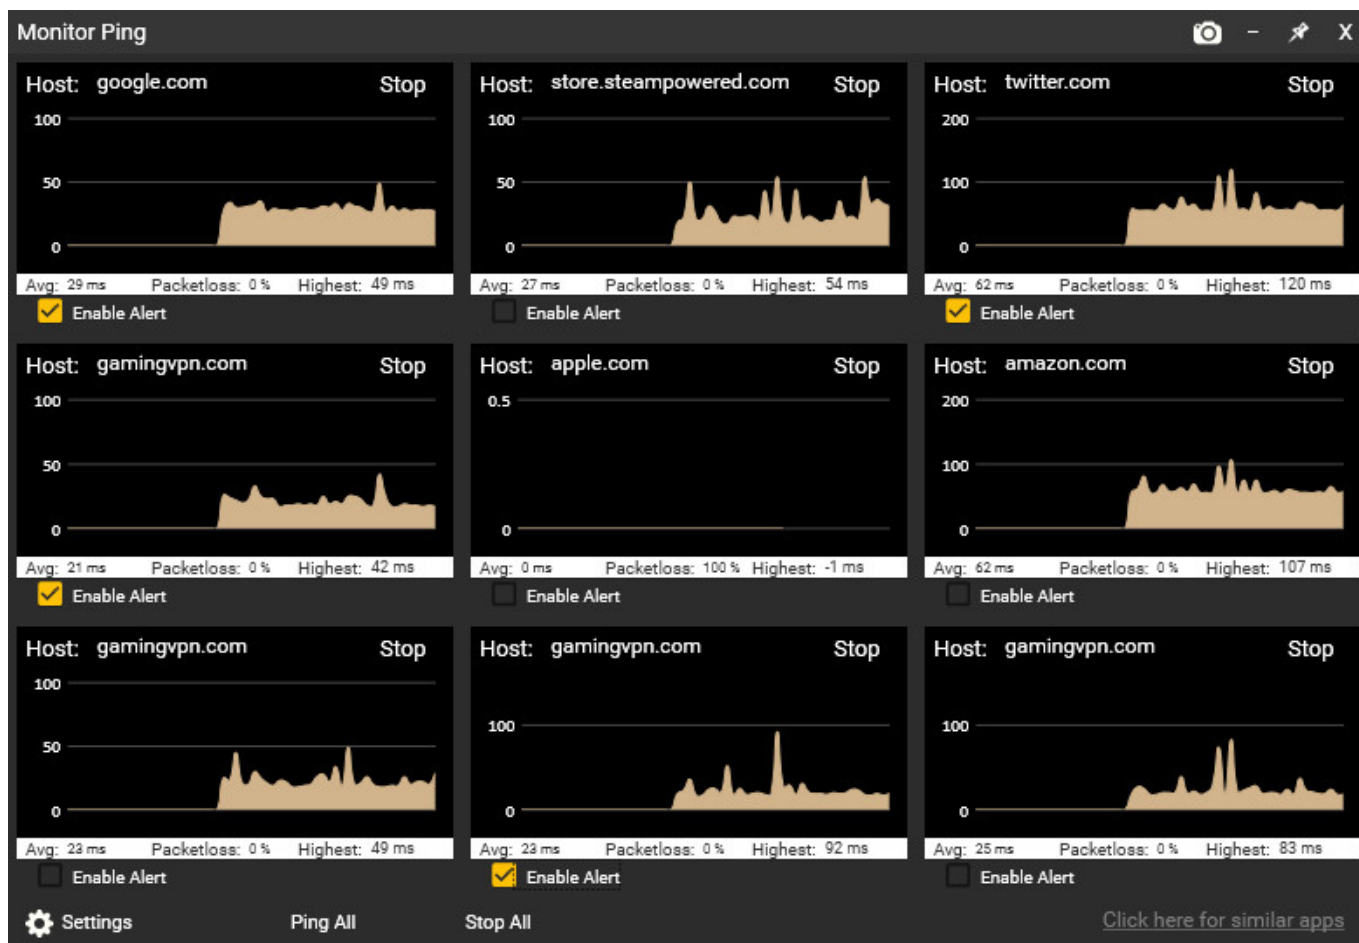 Monitor Ping - X
Host: google.com Stop
100
50
0
Avg: 29 ms Packetloss: 0 % Highest: 49 ms
Enable Alert
Host: store.steampowered.com Stop
100
50
0
Avg: 27 ms Packetloss: 0 % Highest: 54 ms
Enable Alert
Host: twitter.com Stop
200
100
0
Avg: 62 ms Packetloss: 0 % Highest: 120 ms
Enable Alert
Host: gamingvpn.com Stop
100
50
0
Avg: 21 ms Packetloss: 0 % Highest: 42 ms
Enable Alert
Host: apple.com Stop
0.5
0
Avg: 0 ms Packetloss: 100 % Highest: -1 ms
Enable Alert
Host: amazon.com Stop
200
100
0
Avg: 62 ms Packetloss: 0 % Highest: 107 ms
Enable Alert
Host: gamingvpn.com Stop
100
50
0
Avg: 23 ms Packetloss: 0 % Highest: 49 ms
Enable Alert
Host: gamingvpn.com Stop
100
0
Avg: 23 ms Packetloss: 0 % Highest: 92 ms
Enable Alert
Host: gamingvpn.com Stop
100
0
Avg: 25 ms Packetloss: 0 % Highest: 83 ms
Enable Alert
Settings Ping All Stop All Click here for similar apps